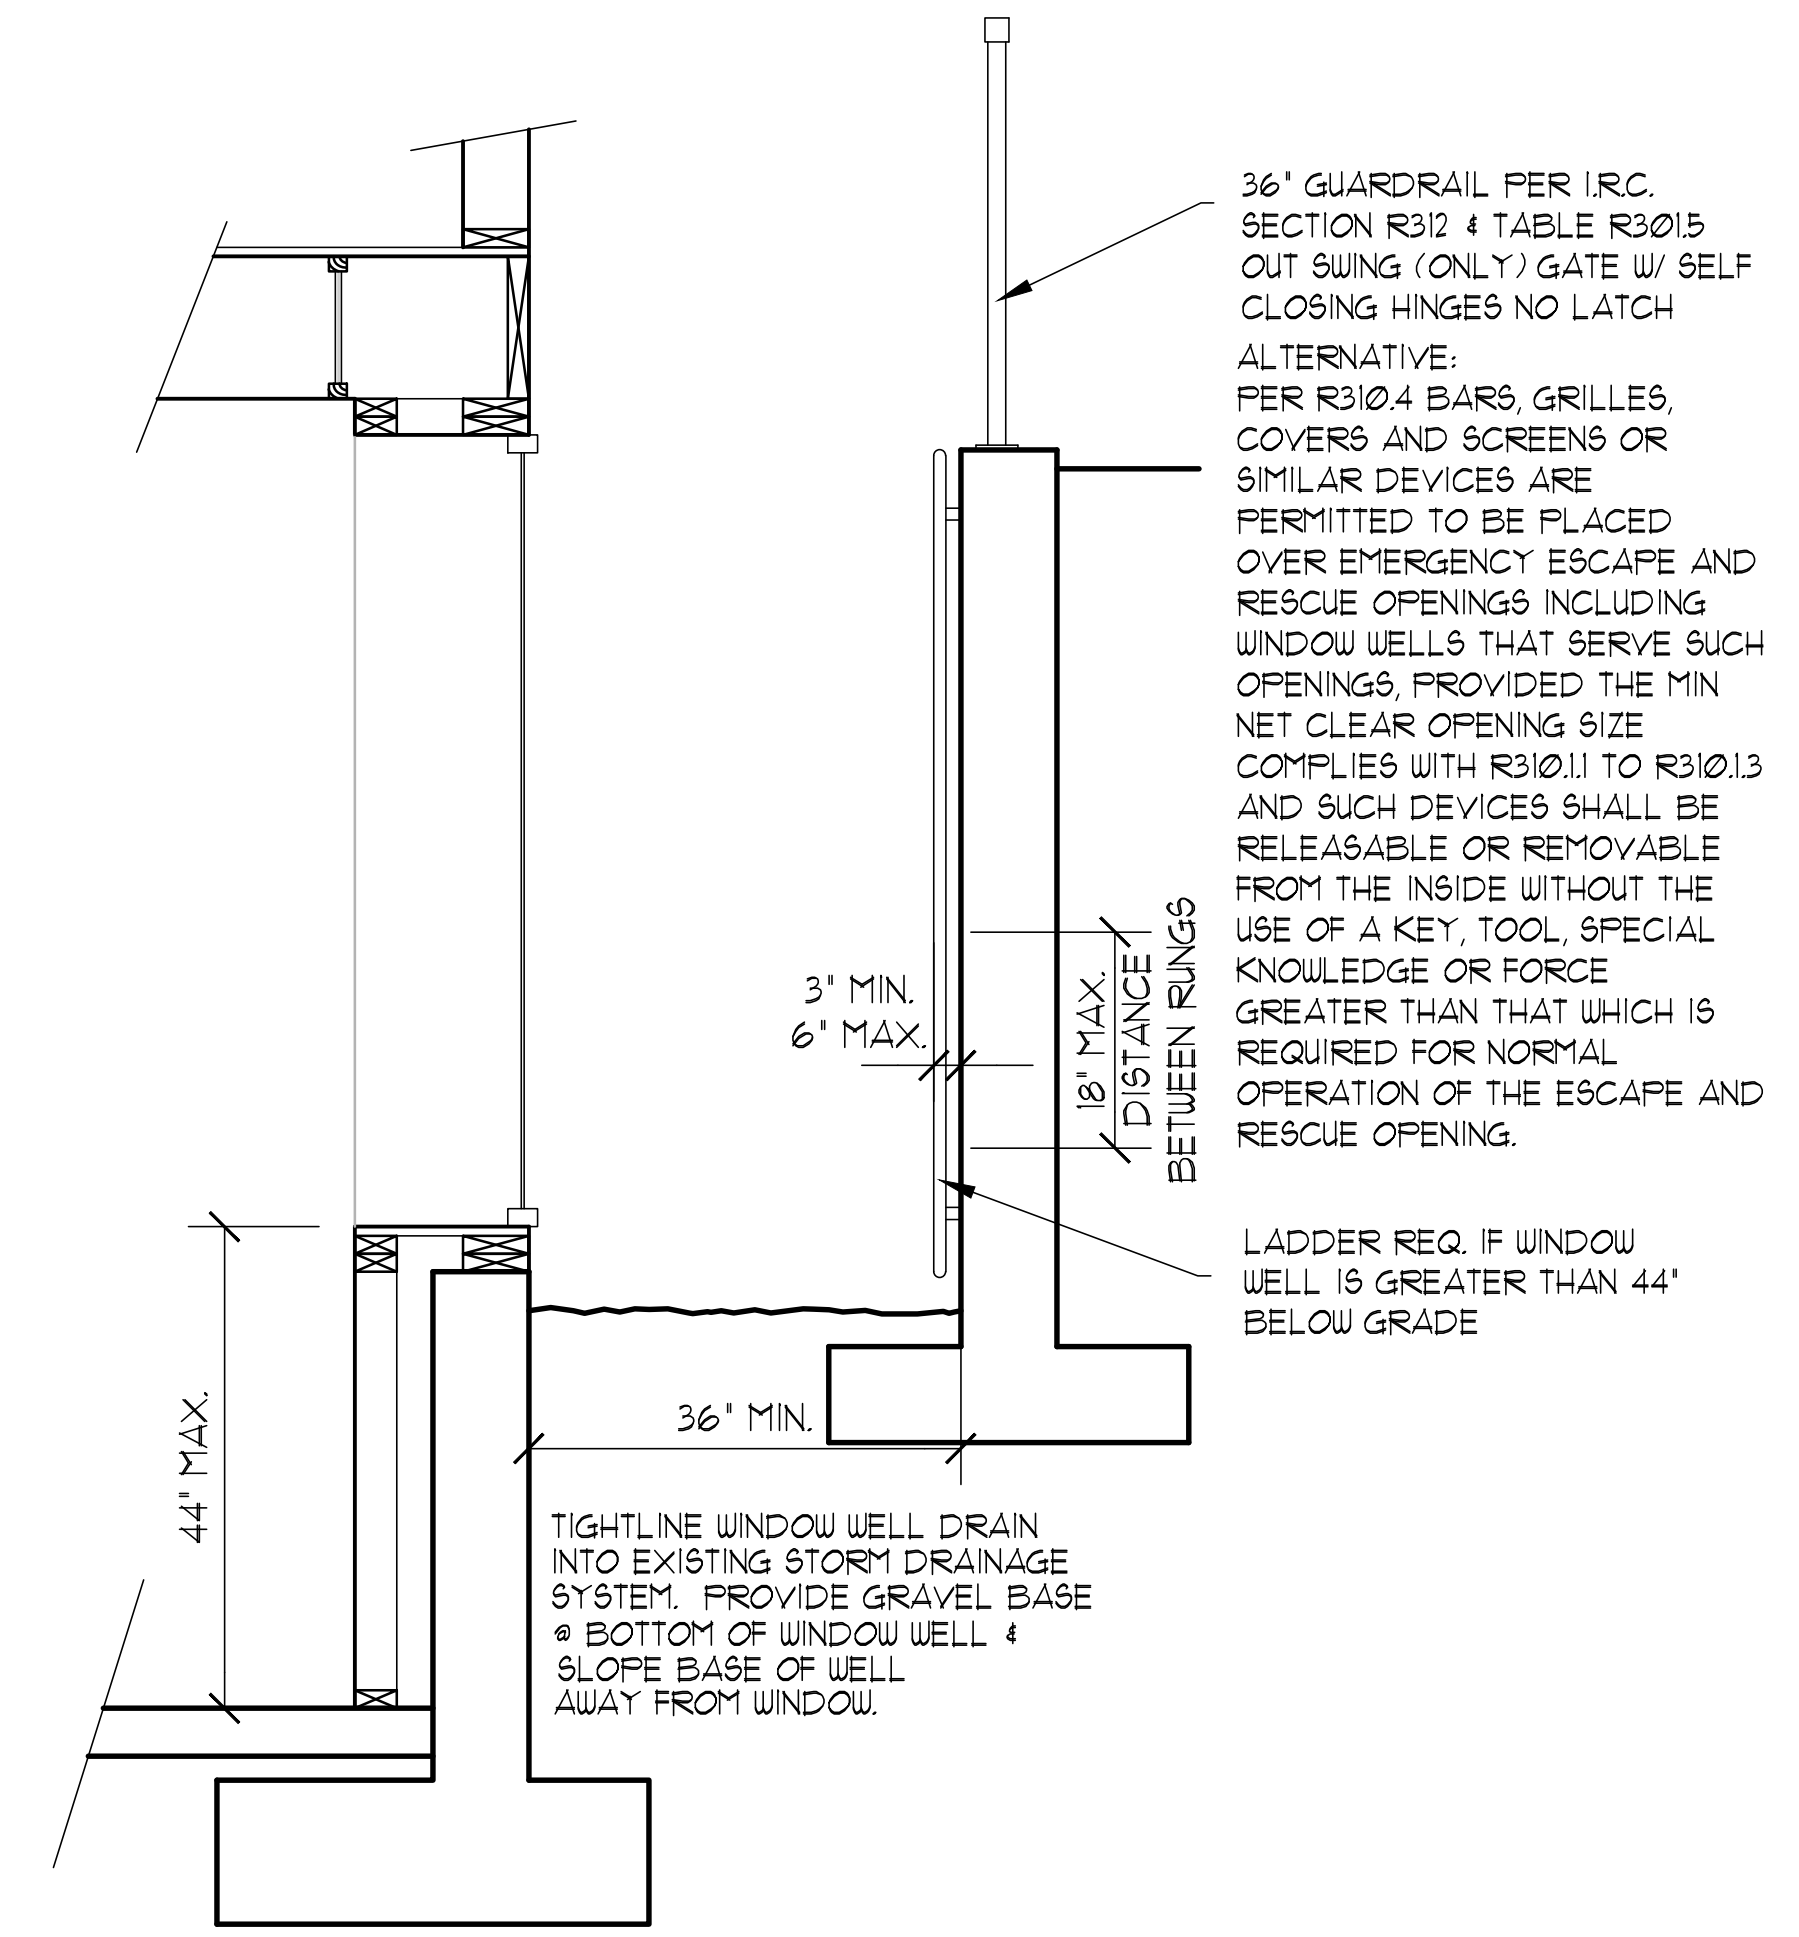 36" GUARDRAIL PER I.R.C.
SECTION R312 & TABLE R301.5
OUT SWING (ONLY) GATE W/ SELF
CLOSING HINGES NO LATCH
ALTERNATIVE:
PER R310.4 BARS, GRILLES,
COVERS AND SCREENS OR
SIMILAR DEVICES ARE
PERMITTED TO BE PLACED
OVER EMERGENCY ESCAPE AND
RESCUE OPENINGS INCLUDING
WINDOW WELLS THAT SERVE SUCH
OPENINGS, PROVIDED THE MIN
NET CLEAR OPENING SIZE
COMPLIES WITH R310.1.1 TO R310.1.3
AND SUCH DEVICES SHALL BE
RELEASABLE OR REMOVABLE
FROM THE INSIDE WITHOUT THE
USE OF A KEY, TOOL, SPECIAL
KNOWLEDGE OR FORCE
GREATER THAN THAT WHICH IS
REQUIRED FOR NORMAL
OPERATION OF THE ESCAPE AND
RESCUE OPENING.
3" MIN.
6" MAX.
18" MAX.
DISTANCE
BETWEEN RUNGS
LADDER REQ. IF WINDOW
WELL IS GREATER THAN 44"
BELOW GRADE
44" MAX.
36" MIN.
TIGHTLINE WINDOW WELL DRAIN
INTO EXISTING STORM DRAINAGE
SYSTEM. PROVIDE GRAVEL BASE
@ BOTTOM OF WINDOW WELL &
SLOPE BASE OF WELL
AWAY FROM WINDOW.